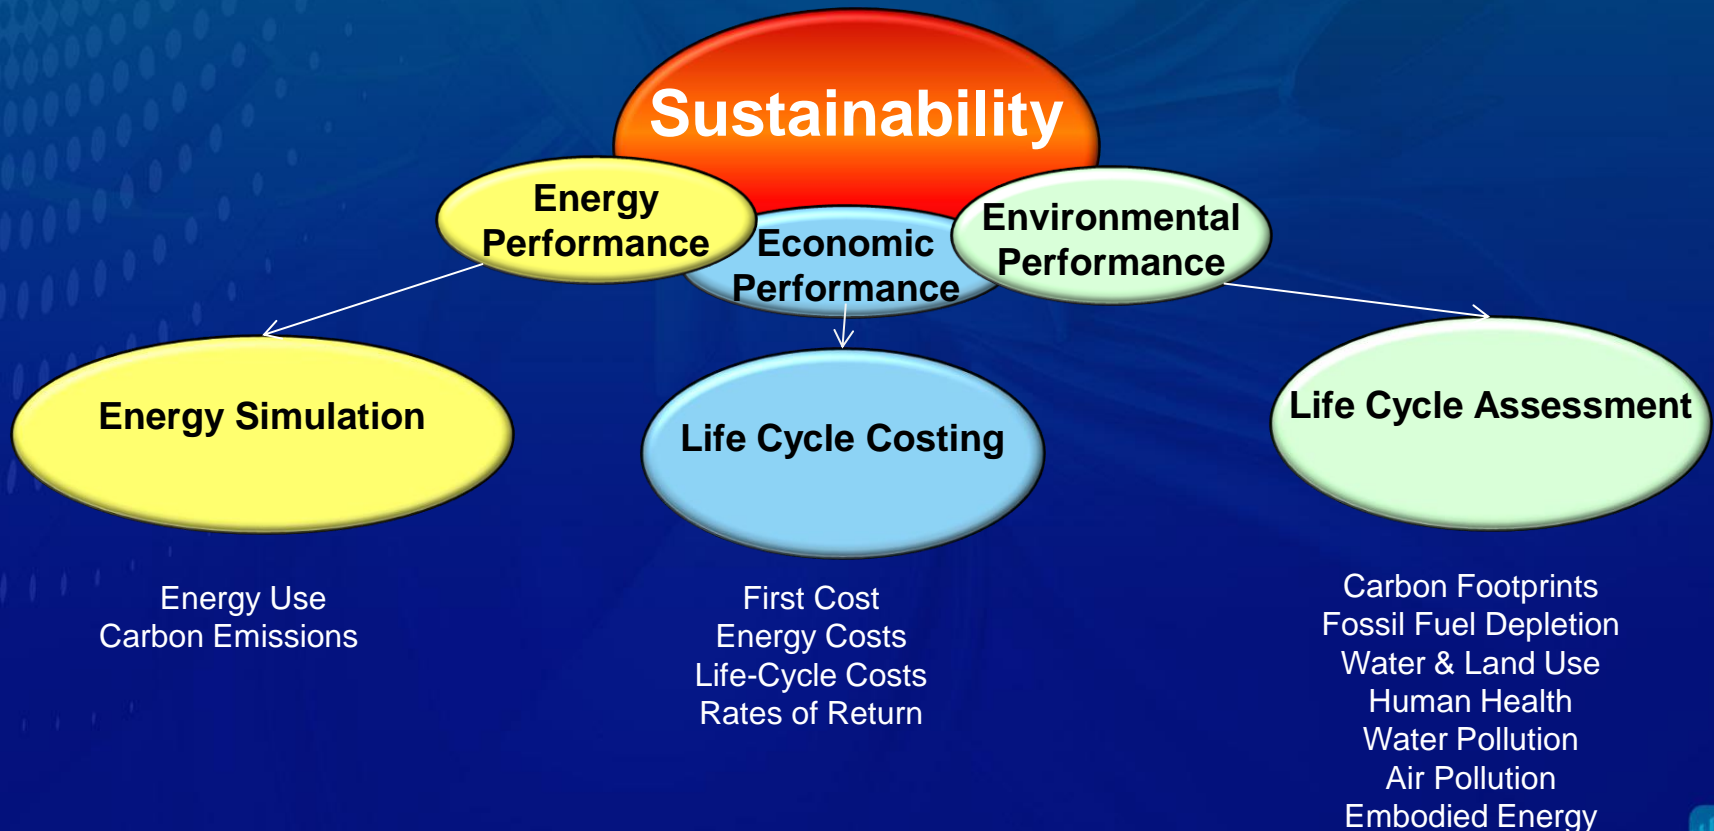 Sustainability
Energy
Performance
Economic
Performance
Environmental
Performance
Energy Simulation
Life Cycle Costing
Life Cycle Assessment
Energy Use
Carbon Emissions
First Cost
Energy Costs
Life-Cycle Costs
Rates of Return
Carbon Footprints
Fossil Fuel Depletion
Water & Land Use
Human Health
Water Pollution
Air Pollution
Embodied Energy